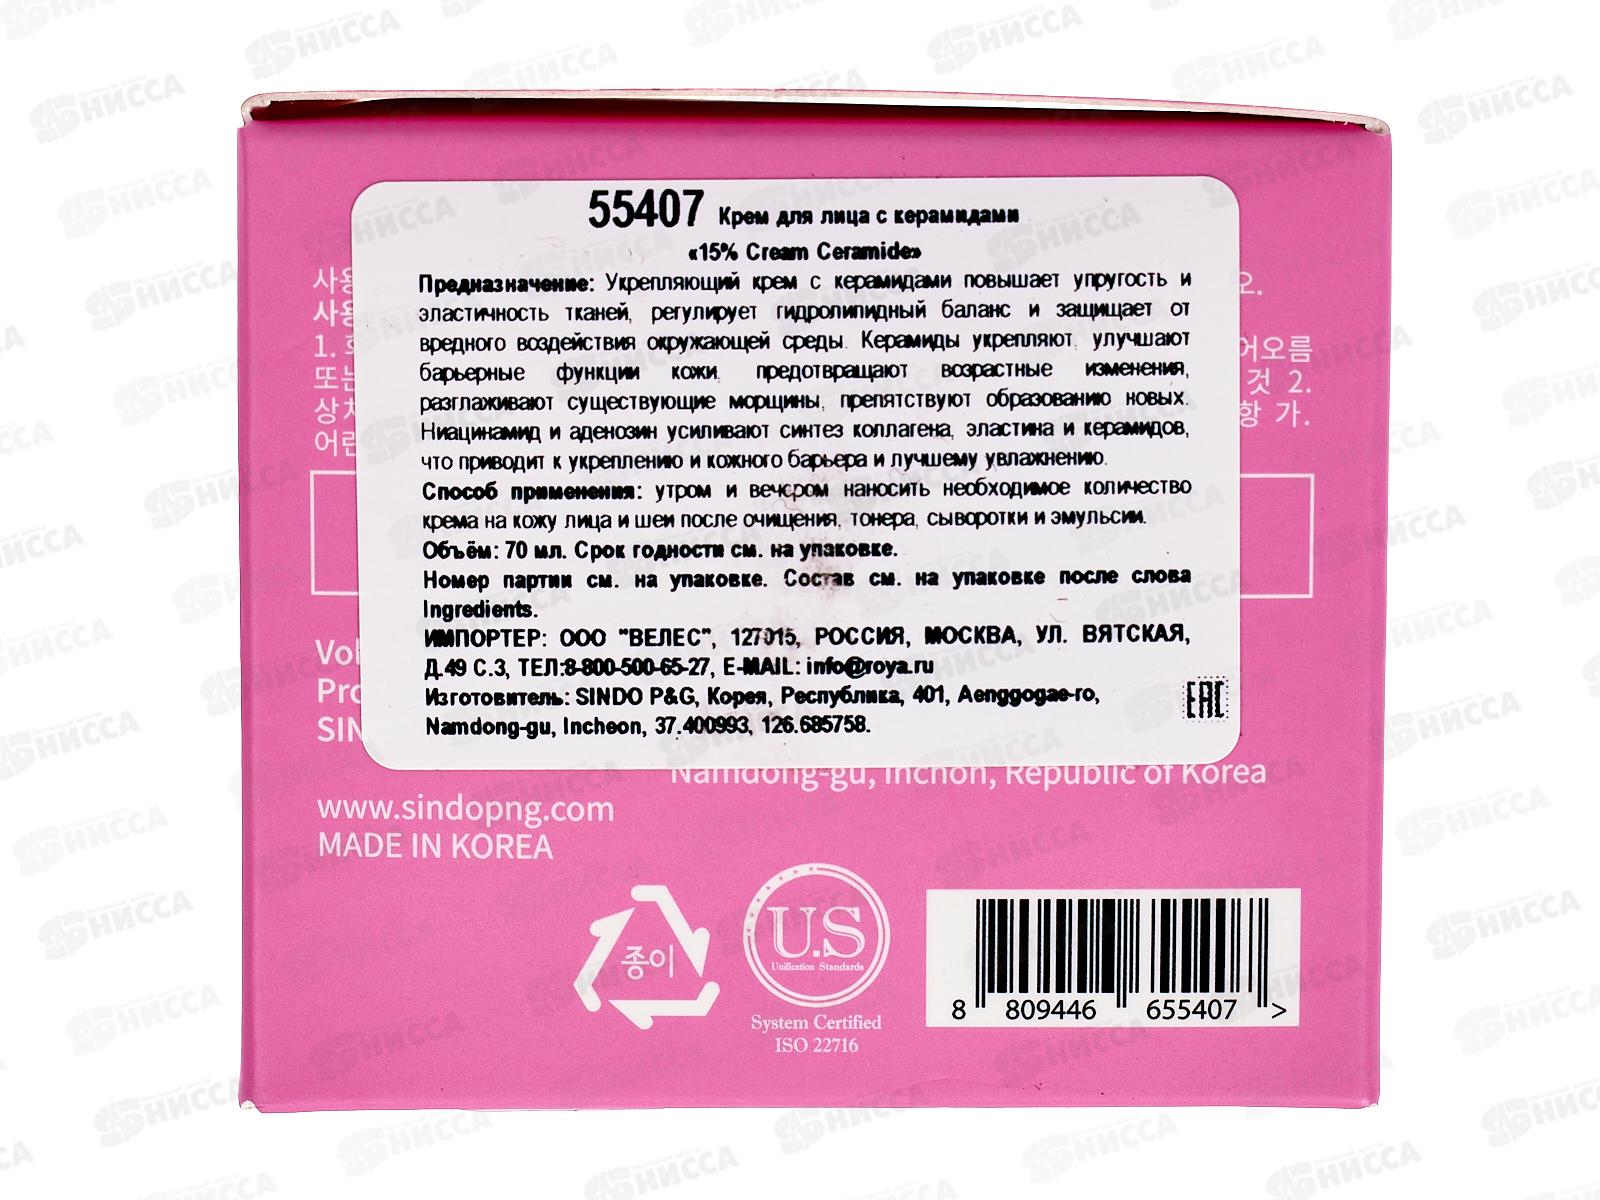 55407 Крем для лица с керамидами
«15% Cream Ceramide»
Предназначение: Укрепляющий крем с керамидами повышает упругость и
эластичность тканей, регулирует гидролипидный баланс и защищает от
вредного воздействия окружающей среды. Керамиды укрепляют, улучшают
барьерные функции кожи, предотвращают возрастные изменения,
разглаживают существующие морщины, препятствуют образованию новых.
Ниацинамид и аденозин усиливают синтез коллагена, эластина и керамидов,
что приводит к укреплению и кожного барьера и лучшему увлажнению.
Способ применения: утром и вечером наносить необходимое количество
крема на кожу лица и шеи после очищения, тонера, сыворотки и эмульсии.
Объём: 70 мл. Срок годности см. на упаковке.
Номер партии см. на упаковке. Состав см. на упаковке после слова
Ingredients.
ИМПОРТЕР: ООО "ВЕЛЕС", 127015, РОССИЯ, МОСКВА, УЛ. ВЯТСКАЯ,
Д.49 С.3, ТЕЛ:8-800-500-65-27, E-MAIL: info@roya.ru
Изготовитель: SINDO P&G, Корея, Республика, 401, Aenggogae-ro,
Namdong-gu, Incheon, 37.400993, 126.685758.
EAC
Namdong-gu, Inchon, Republic of Korea
www.sindopng.com
MADE IN KOREA
종이
U.S
Unification Standards
System Certified
ISO 22716
8 809446 655407 >
НИССА